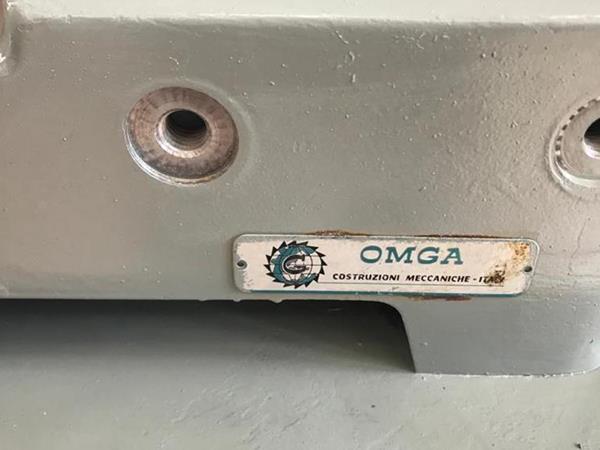 OMGA
COSTRUZIONI MECCANICHE - ITALY